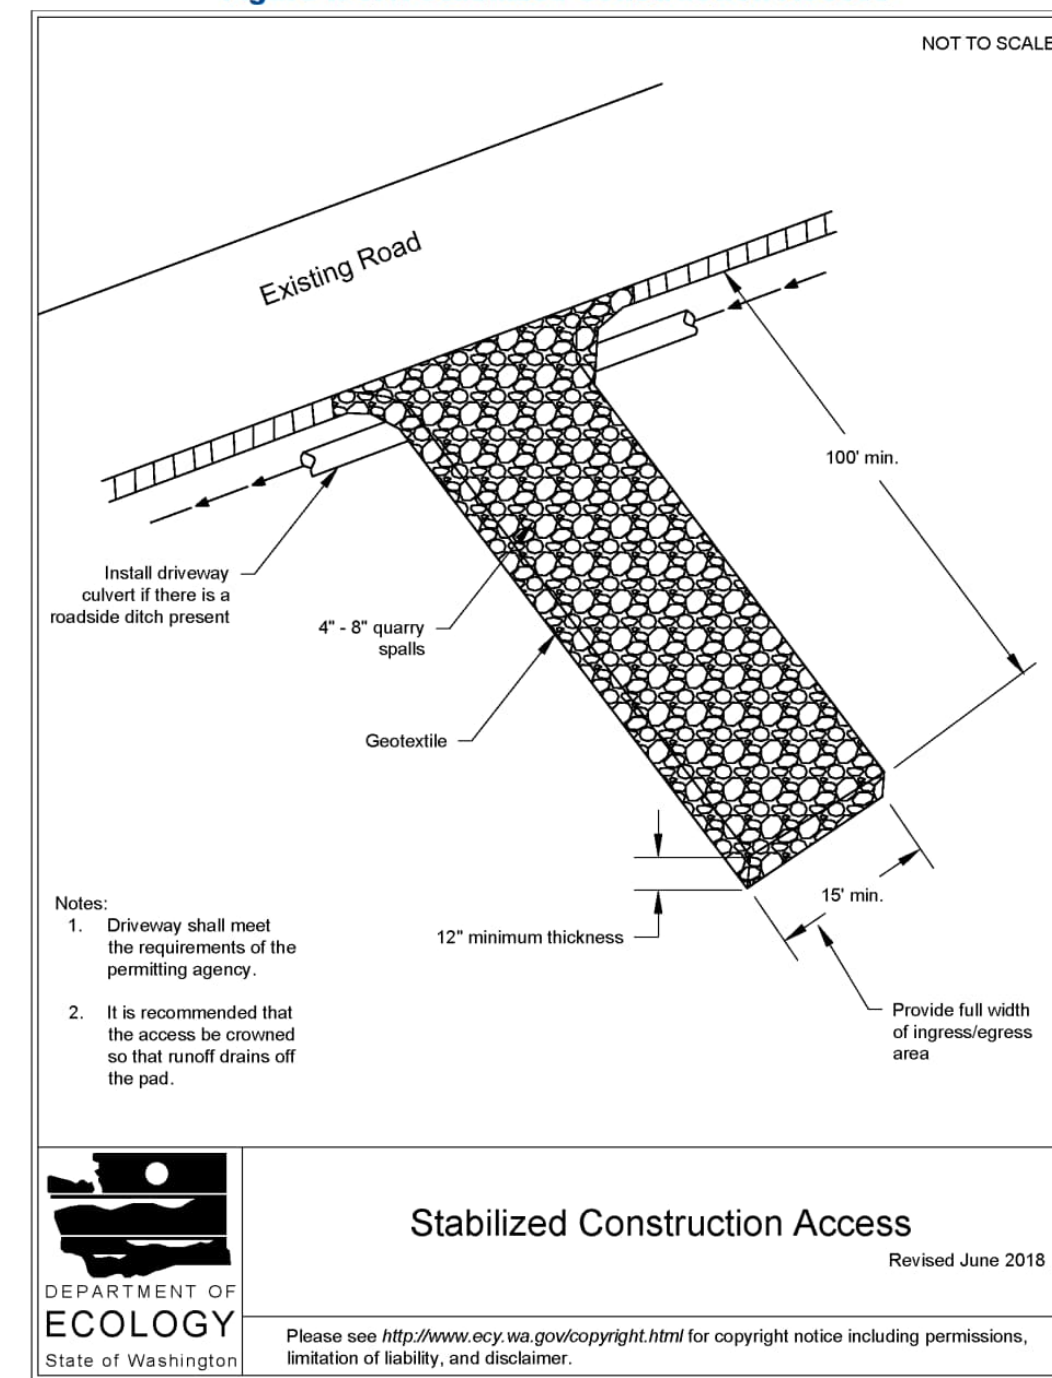 NOT TO SCALE
Existing Road
100' min.
Install driveway
culvert if there is a
roadside ditch present
4" - 8" quarry
spalls
Geotextile
15' min.
12" minimum thickness
Provide full width
of ingress/egress
area
Notes:
1. Driveway shall meet
the requirements of the
permitting agency.
2. It is recommended that
the access be crowned
so that runoff drains off
the pad.
Stabilized Construction Access
Revised June 2018
DEPARTMENT OF
ECOLOGY
State of Washington
Please see http://www.ecy.wa.gov/copyright.html for copyright notice including permissions,
limitation of liability, and disclaimer.